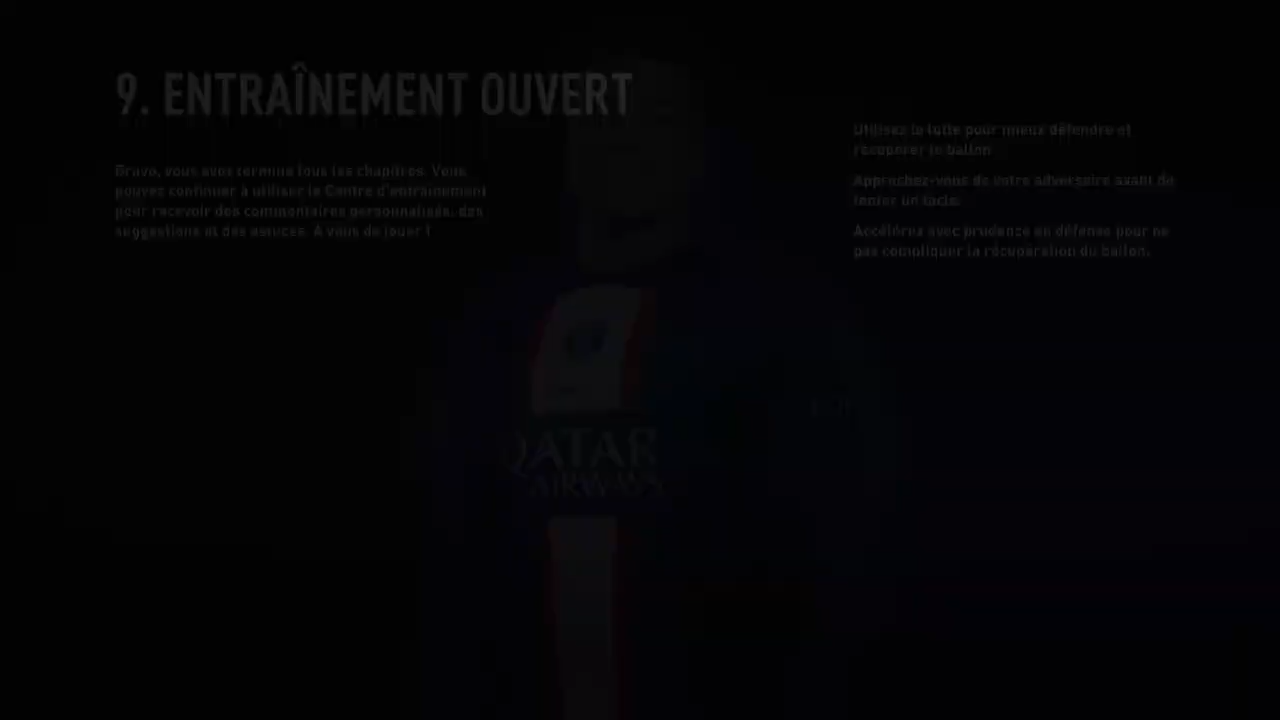 9. ENTRAÎNEMENT OUVERT
Bravo, vous avez terminé tous les chapitres. Vous
pouvez continuer à utiliser le Centre d'entraînement
pour recevoir des commentaires personnalisés, des
suggestions et des astuces. À vous de jouer !
Utilisez la lutte pour mieux défendre et
récupérer le ballon.
Approchez-vous de votre adversaire avant de
tenter un tacle.
Accélérez avec prudence en défense pour ne
pas compliquer la récupération du ballon.
QATAR
AIRWAYS